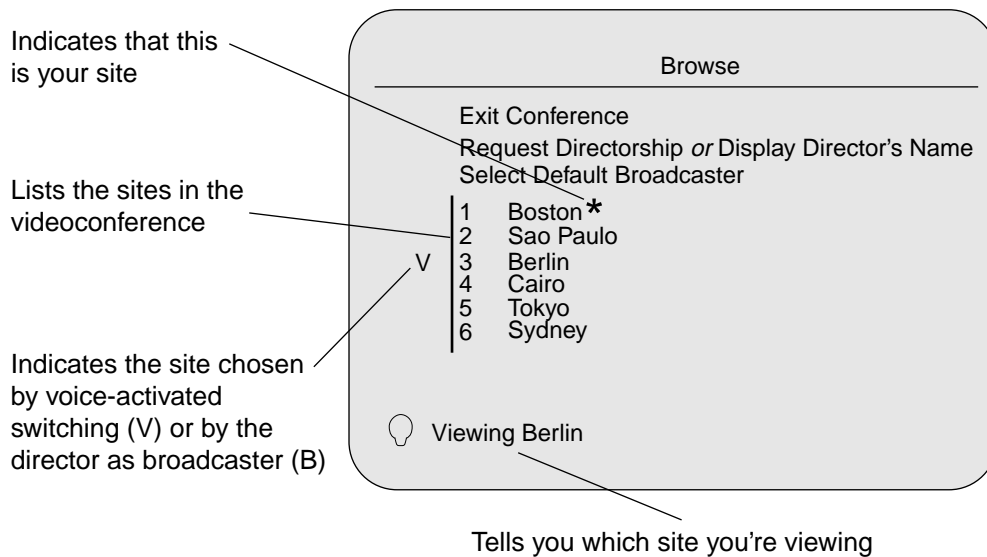 Indicates that this
is your site
Browse
Exit Conference
Request Directorship or Display Director's Name
Select Default Broadcaster
Lists the sites in the
videoconference
1 Boston *
2 Sao Paulo
V 3 Berlin
4 Cairo
5 Tokyo
6 Sydney
Indicates the site chosen
by voice-activated
switching (V) or by the
director as broadcaster (B)
Viewing Berlin
Tells you which site you're viewing